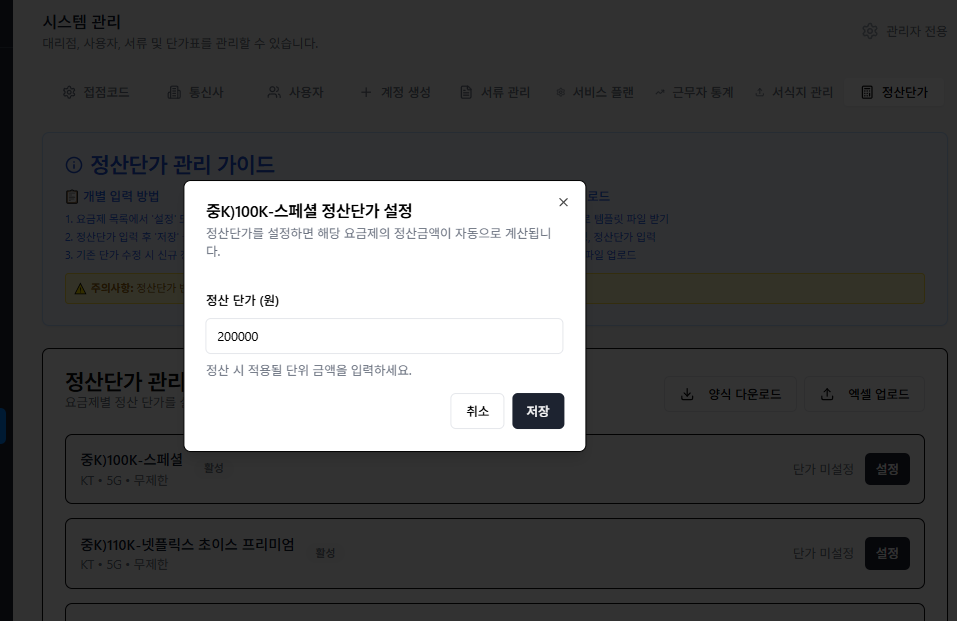 시스템 관리
대리점, 사용자, 서류 및 단가표를 관리할 수 있습니다.
관리자 전용
접점코드
통신사
사용자
계정 생성
서류 관리
서비스 플랜
근무자 통계
서식지 관리
정산단가
정산단가 관리 가이드
개별 입력 방법
로드
1. 요금제 목록에서 '설정'
로 템플릿 파일 받기
2. 정산단가 입력 후 '저장'
, 정산단가 입력
3. 기존 단가 수정 시 신규
파일 업로드
주의사항: 정산단가
중K)100K-스페셜 정산단가 설정
정산단가를 설정하면 해당 요금제의 정산금액이 자동으로 계산됩니
다.
정산 단가 (원)
200000
정산 시 적용될 단위 금액을 입력하세요.
취소
저장
정산단가 관리
요금제별 정산 단가를
양식 다운로드
엑셀 업로드
중K)100K-스페셜
활성
KT • 5G • 무제한
단가 미설정
설정
중K)110K-넷플릭스 초이스 프리미엄
활성
KT • 5G • 무제한
단가 미설정
설정